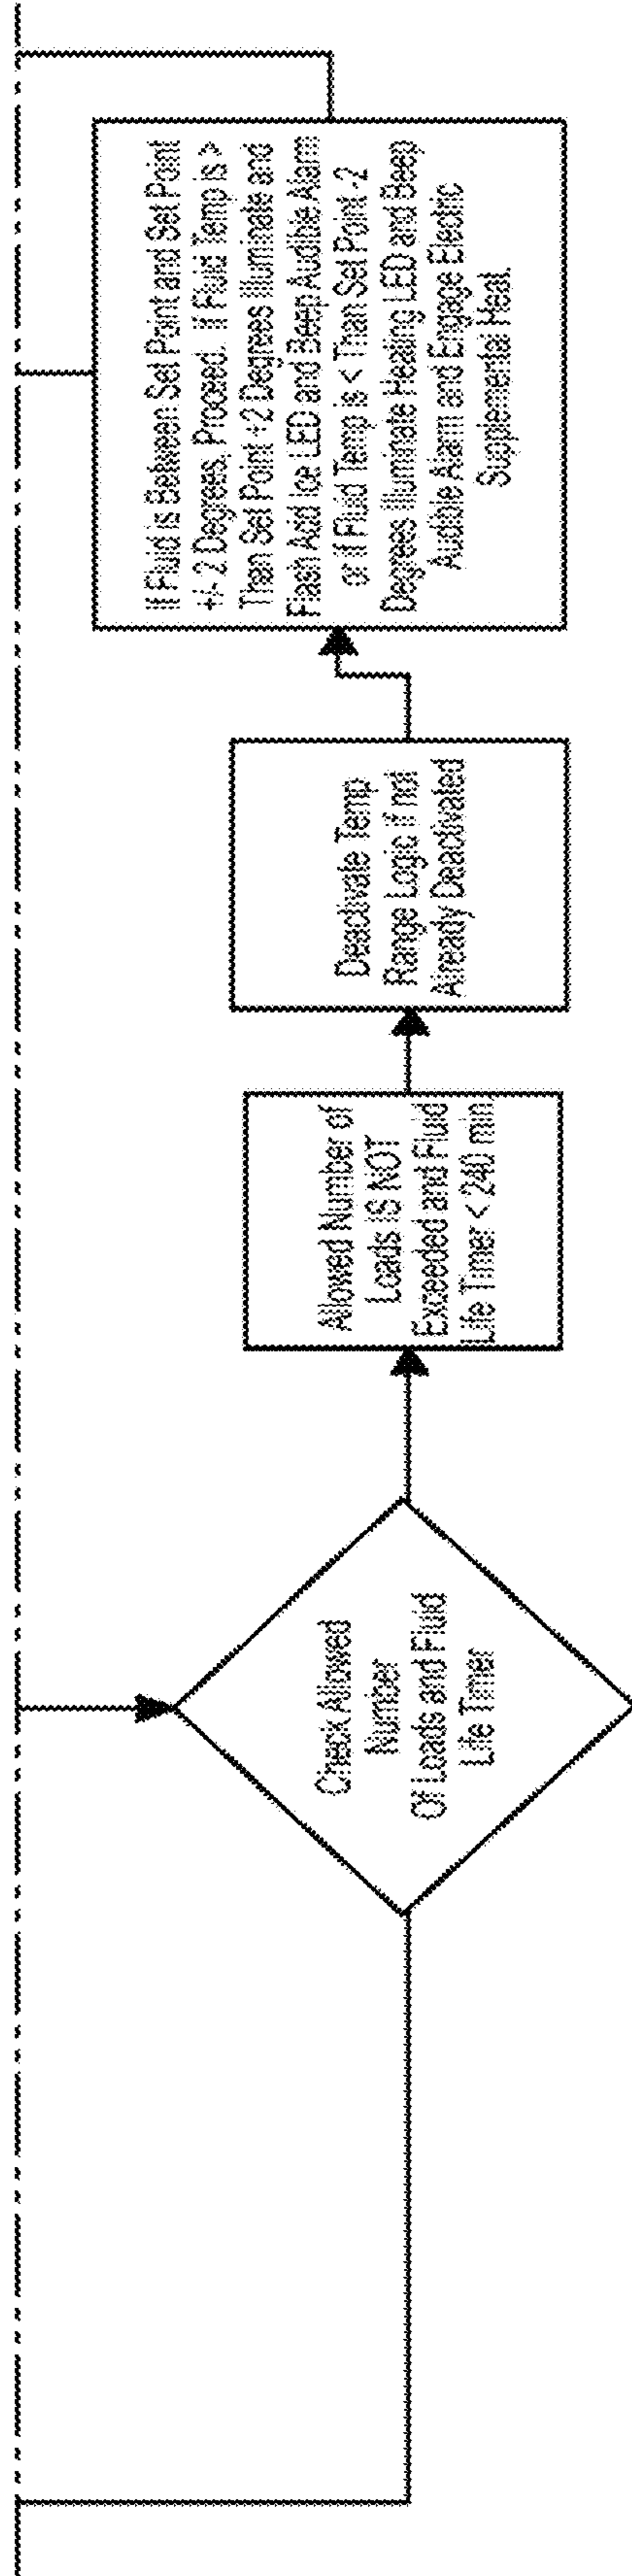 Check Allowed
Number
Of Loads and Fluid
Life Timer
Allowed Number of
Loads IS NOT
Exceeded and Fluid
Life Timer < 240 min.
Deactivate Temp
Range Logic if not
Already Deactivated
If Fluid is Between Set Point and Set Point
+/- 2 Degrees, Proceed. If Fluid Temp is >
Than Set Point +2 Degrees Illuminate and
Flash Add Ice LED and Beep Audible Alarm
or if Fluid Temp is < Than Set Point -2
Degrees Illuminate Heating LED and Beep
Audible Alarm and Engage Electric
Supplemental Heat.